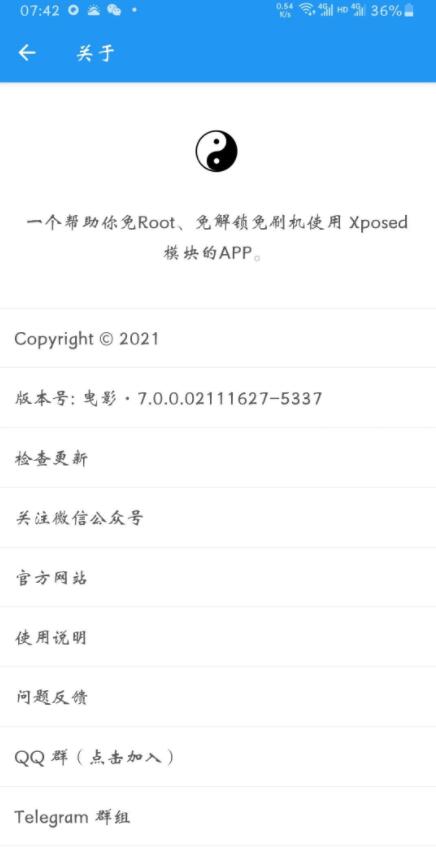 07:42
0.54 K/s 4G HD 4G 36%
关于
一个帮助你免Root、免解锁免刷机使用 Xposed
模块的APP。
Copyright © 2021
版本号: 电影 · 7.0.0.02111627-5337
检查更新
关注微信公众号
官方网站
使用说明
问题反馈
QQ 群（点击加入）
Telegram 群组